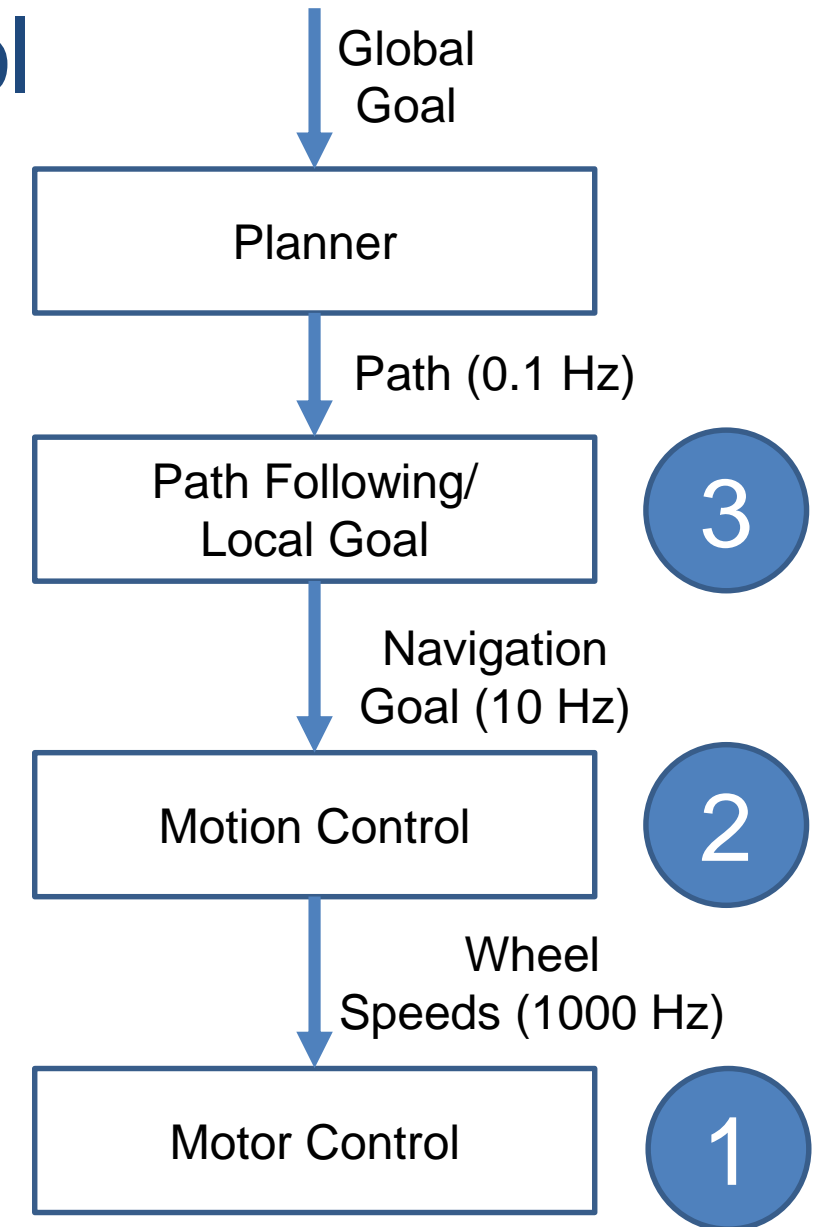 ol
Global
Goal
Planner
Path (0.1 Hz)
Path Following/
Local Goal
3
Navigation
Goal (10 Hz)
Motion Control
2
Wheel
Speeds (1000 Hz)
Motor Control
1